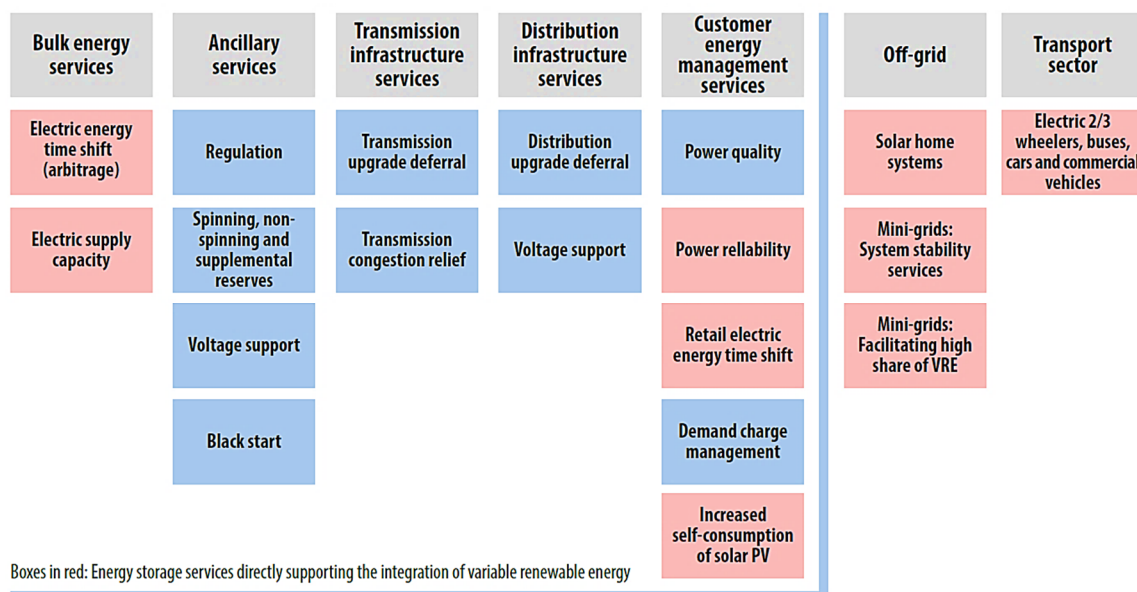 Bulk energy
services
Ancillary
services
Transmission
infrastructure
services
Distribution
infrastructure
services
Customer
energy
management
services
Off-grid
Transport
sector
Electric energy
time shift
(arbitrage)
Regulation
Transmission
upgrade deferral
Distribution
upgrade deferral
Power quality
Solar home
systems
Electric 2/3
wheelers, buses,
cars and commercial
vehicles
Electric supply
capacity
Spinning, non-
spinning and
supplemental
reserves
Transmission
congestion relief
Voltage support
Power rellability
Mini-grids:
System stability
services
Voltage support
Retail electric
energy time shift
Mini-grids:
Facilitating high
share of VRE
Black start
Demand charge
management
Increased
self-consumption
of solar PV
Boxes in red: Energy storage services directly supporting the integration of variable renewable energy